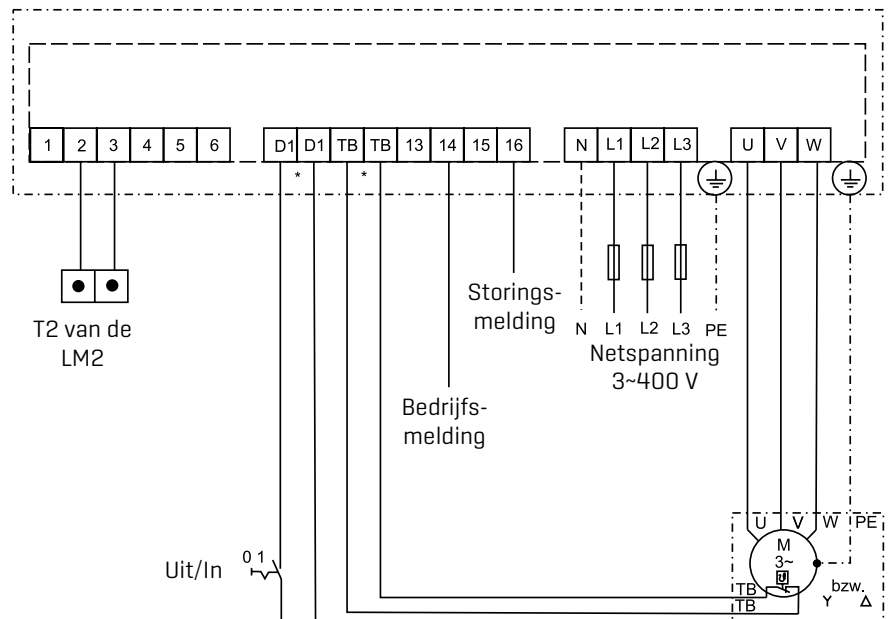 1 2 3 4 5 6 D1 D1 TB TB 13 14 15 16 N L1 L2 L3 U V W
* *
T2 van de
LM2
Storings-
melding
N L1 L2 L3 PE
Netspanning
3~400 V
Bedrijfs-
melding
Uit/In
0 1
U V W PE
M
3~
TB
TB
bzw.
Y Δ